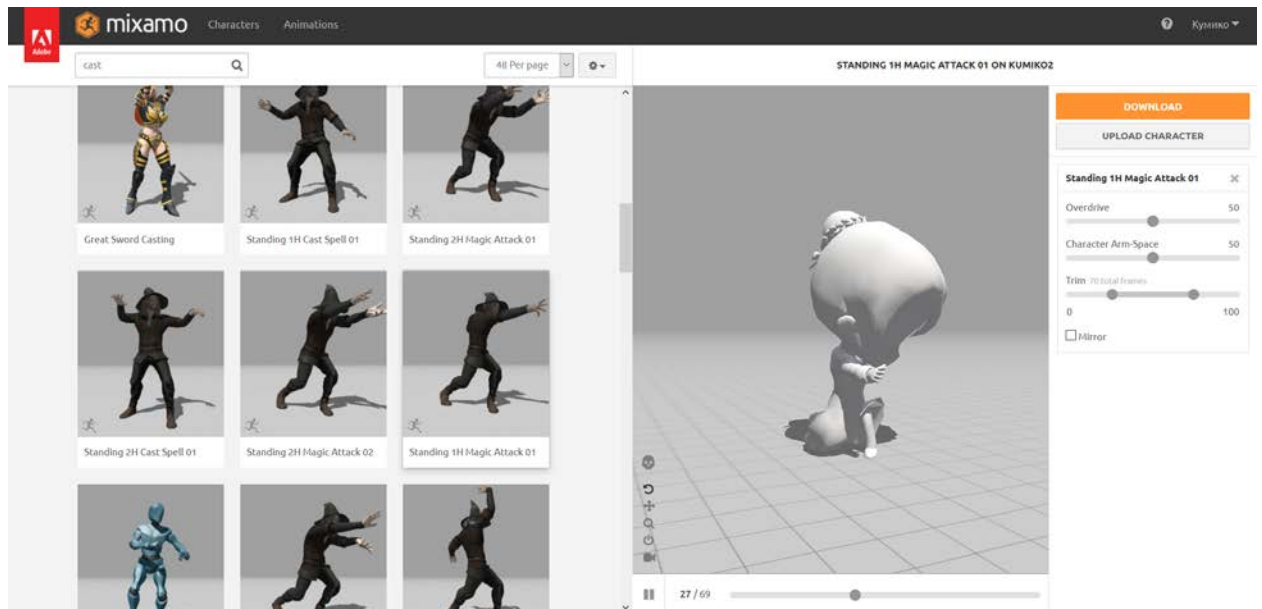 Adobe
mixamo
Characters
Animations
Кумико
cast
48 Per page
STANDING 1H MAGIC ATTACK 01 ON KUMIKO2
DOWNLOAD
UPLOAD CHARACTER
Great Sword Casting
Standing 1H Cast Spell 01
Standing 2H Magic Attack 01
Standing 2H Cast Spell 01
Standing 2H Magic Attack 02
Standing 1H Magic Attack 01
Standing 1H Magic Attack 01
Overdrive 50
Character Arm-Space 50
Trim 70 total frames
0 100
Mirror
27 / 69